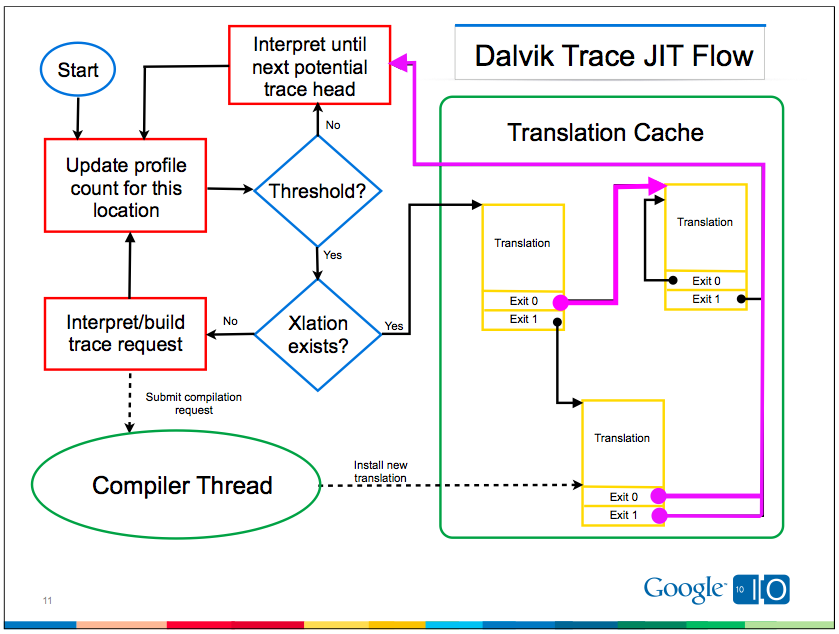 Dalvik Trace JIT Flow
Start
Interpret until
next potential
trace head
No
Update profile
count for this
location
Threshold?
Yes
Xlation
exists?
Yes
No
Interpret/build
trace request
Submit compilation
request
Compiler Thread
Install new
translation
Translation Cache
Translation
Exit 0
Exit 1
Translation
Exit 0
Exit 1
Translation
Exit 0
Exit 1
11
Google 10 IO